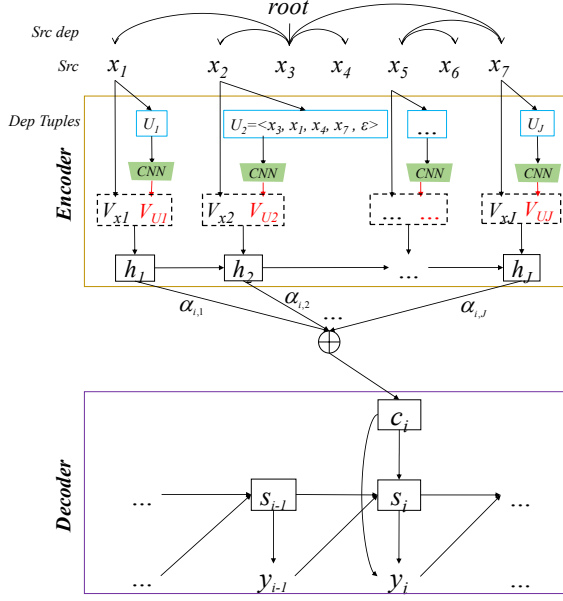 root
Src dep
Src x1 x2 x3 x4 x5 x6 x7
Dep Tuples U1 U2=<x3, x1, x4, x7 , ε> ... UJ
CNN CNN CNN CNN
Encoder
Vx1 VU1 Vx2 VU2 ... ... VxJ VUJ
h1 h2 ... hJ
αi,1 αi,2 ... αi,J
ci
Decoder
... si-1 si ...
... yi-1 yi ...